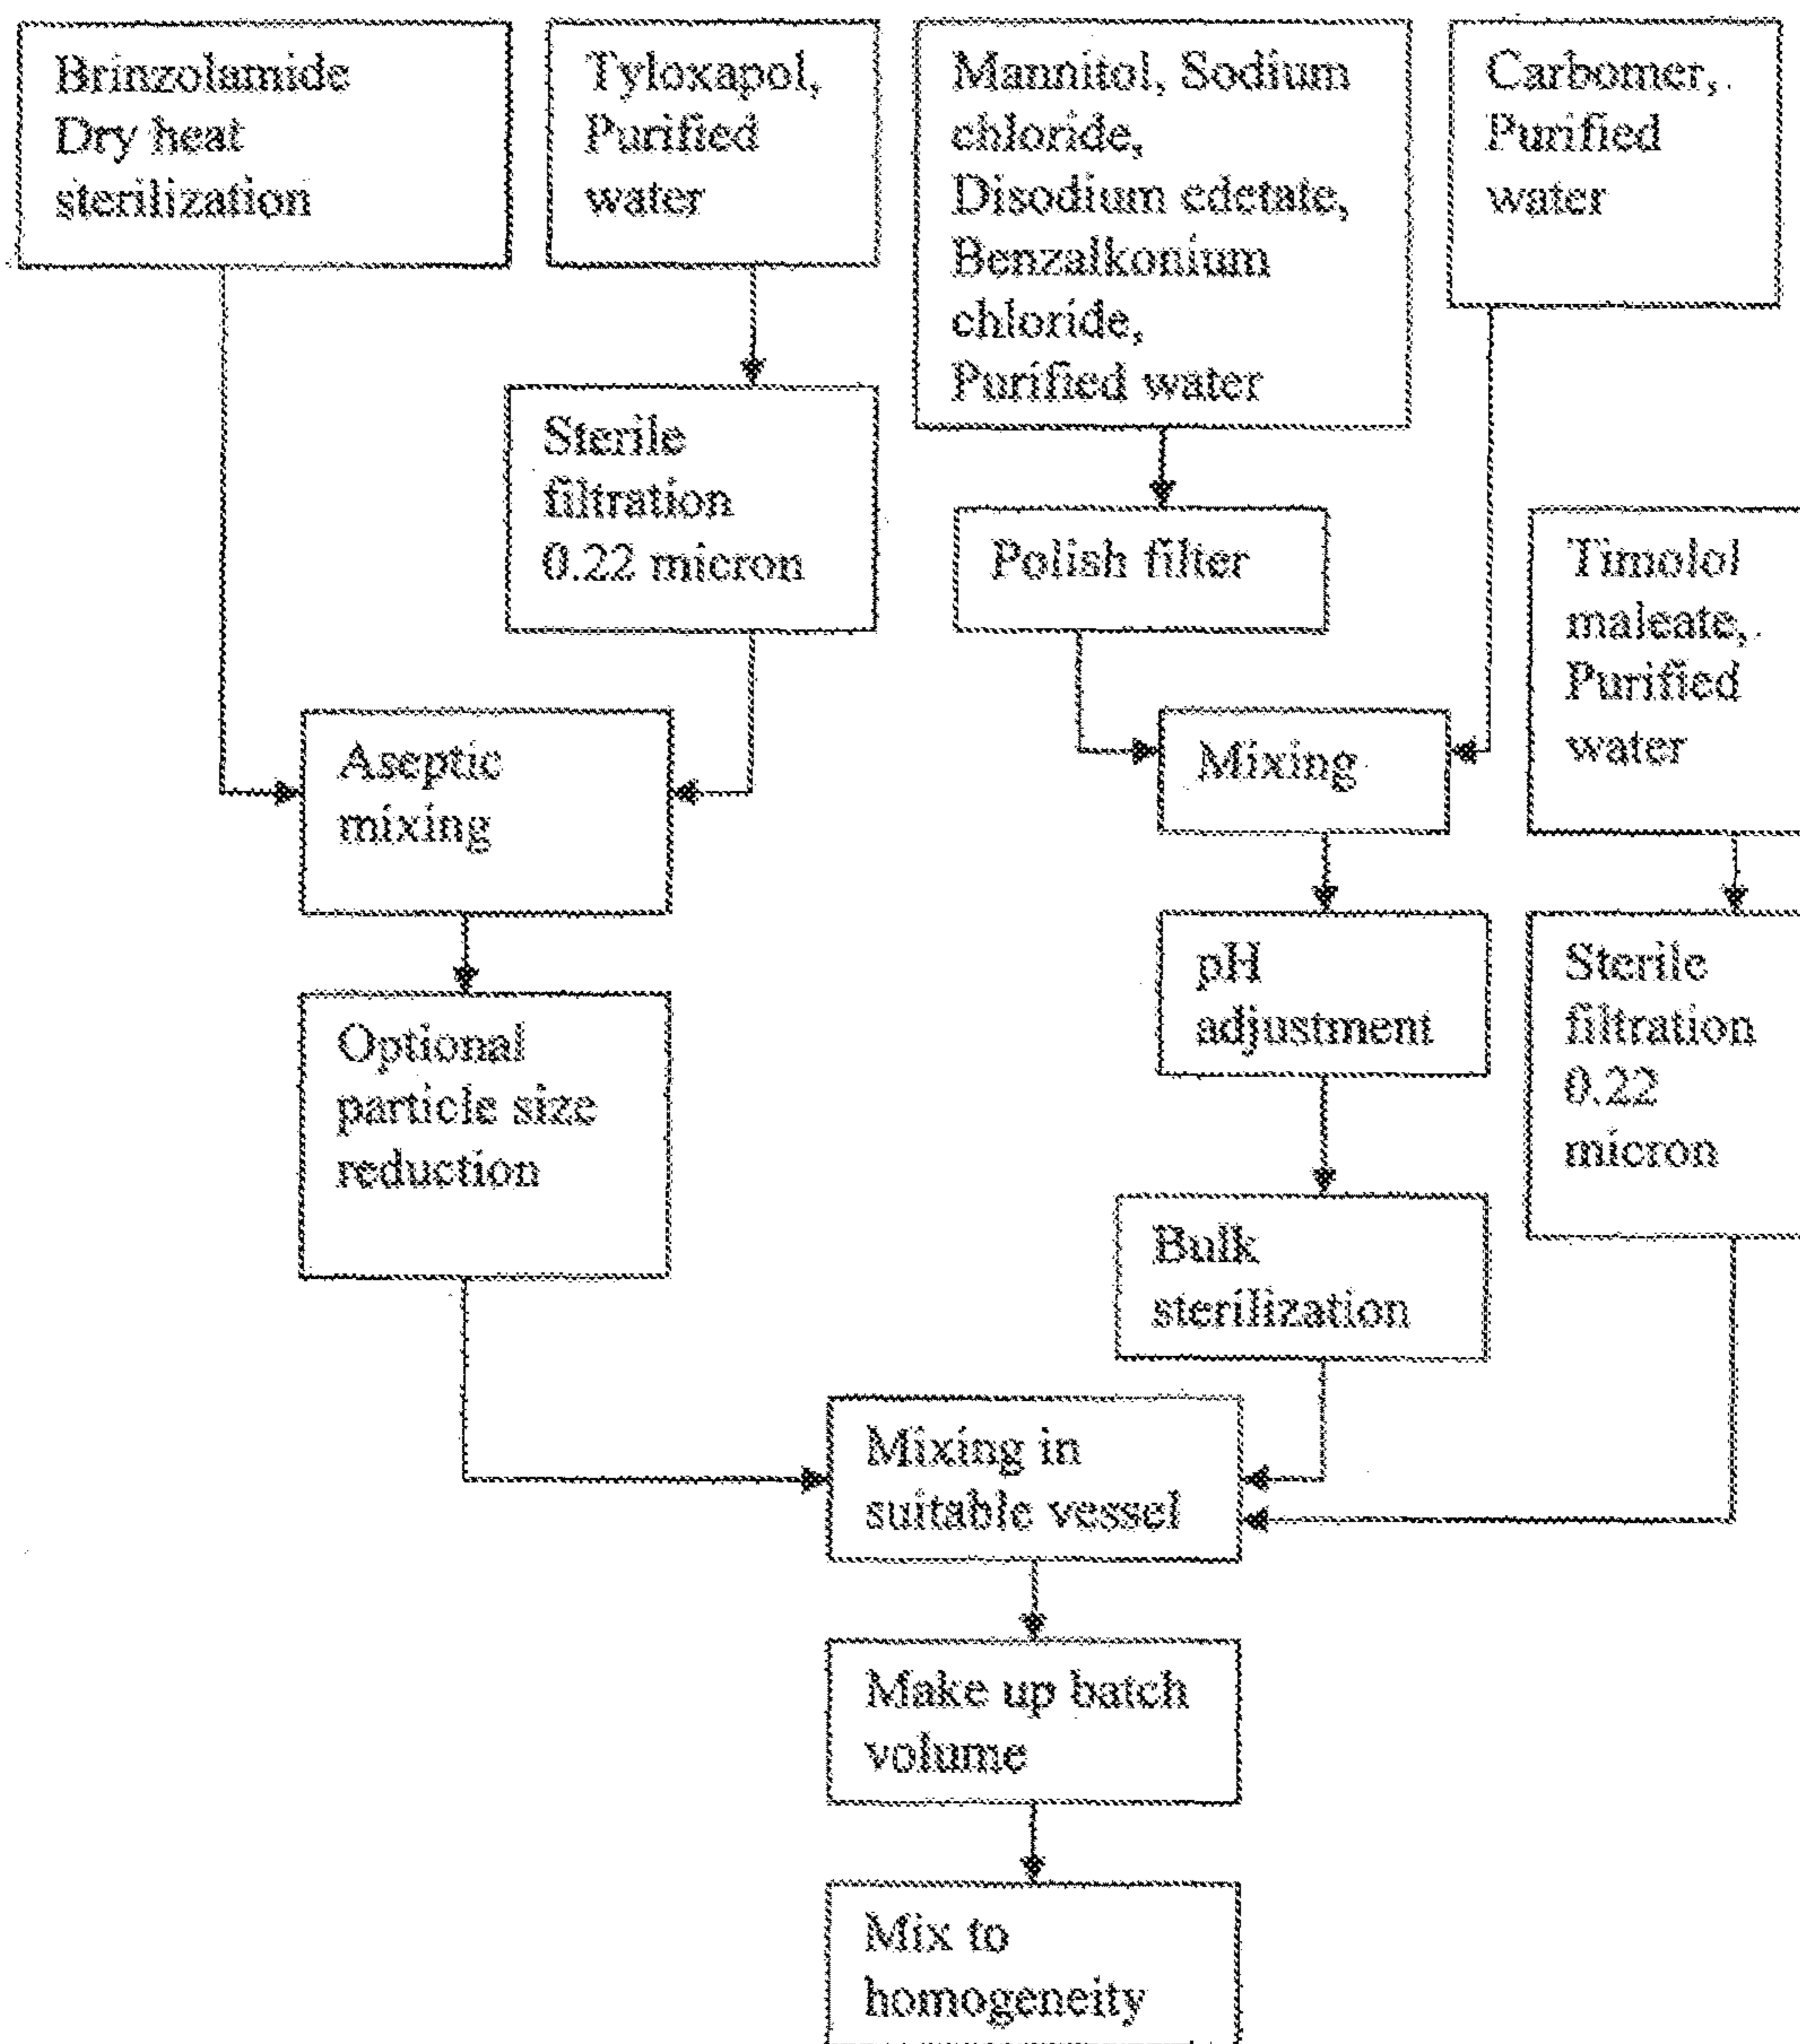 Brinzolamide
Dry heat
sterilization
Tyloxapol,
Purified
water
Mannitol, Sodium
chloride,
Disodium edetate,
Benzalkonium
chloride,
Purified water
Carbomer,
Purified
water
Sterile
filtration
0.22 micron
Polish filter
Timolol
maleate,
Purified
water
Aseptic
mixing
Mixing
Optional
particle size
reduction
pH
adjustment
Sterile
filtration
0.22
micron
Bulk
sterilization
Mixing in
suitable vessel
Make up batch
volume
Mix to
homogeneity